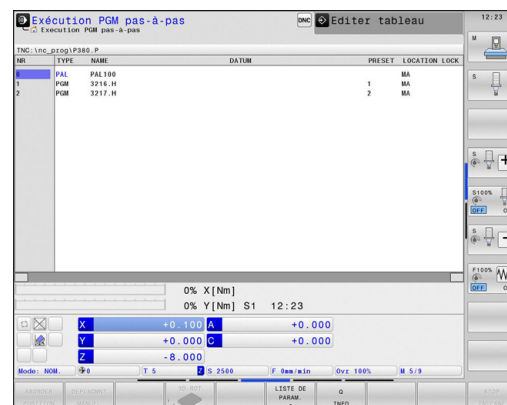 Exécution PGM pas-à-pas
DNC Editer tableau
12:23
Exécution PGM pas-à-pas
TNC:\nc_prog\P380.P
NR TYPE NAME DATUM PRESET LOCATION LOCK
0 PAL PAL100 MA
1 PGM 3216.H 1 MA
2 PGM 3217.H 2 MA
M
S
S
S100%
OFF
S
F100%
OFF
0% X[Nm]
0% Y[Nm] S1 12:23
X +0.100 A +0.000
Y +0.000 C +0.000
Z -8.000
Mode: NOM. 0 T 5 Z S 2500 F 0mm/min Ovr 100% M 5/9
3D ROT
LISTE DE
PARAM.
Q
Q
INFO